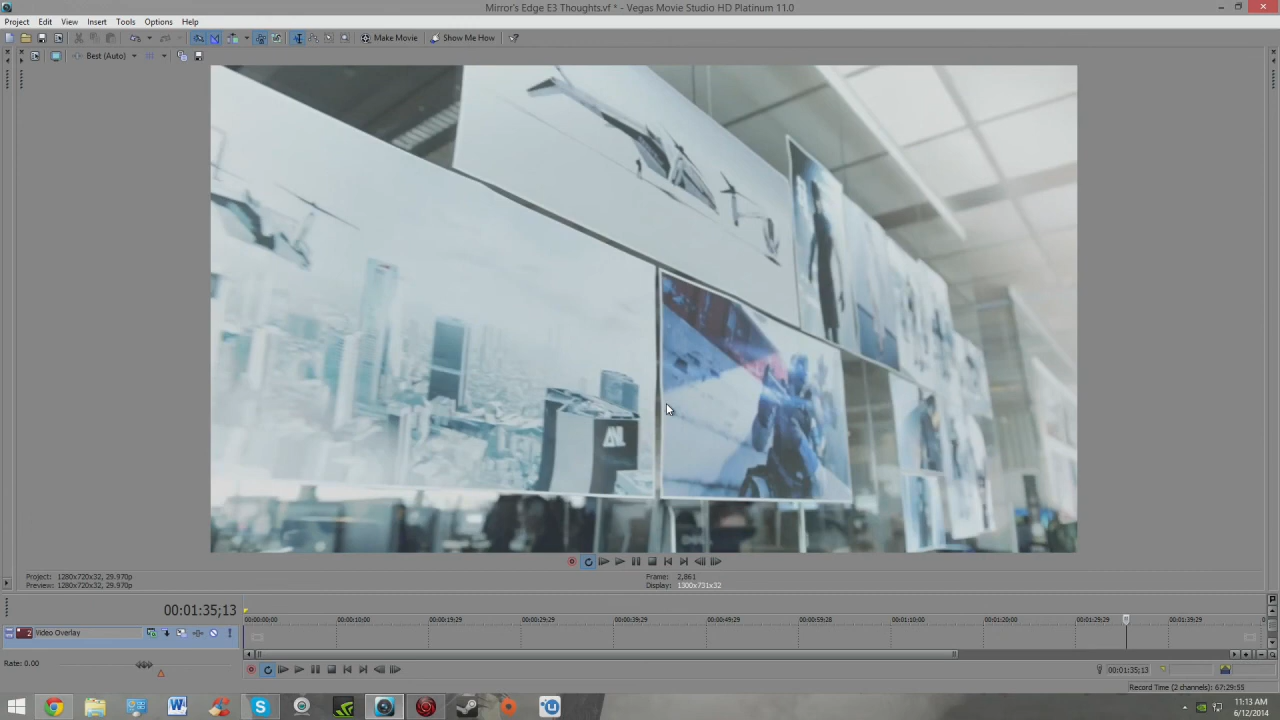 Mirror's Edge E3 Thoughts.vf * - Vegas Movie Studio HD Platinum 11.0
Project Edit View Insert Tools Options Help
Make Movie Show Me How
Best (Auto)
Project: 1280x720x32, 29.970p
Preview: 1280x720x32, 29.970p
Frame: 2,861
Display: 1300x731x32
00:01:35;13
00:00:00:00 00:00:10:00 00:00:19:29 00:00:29:29 00:00:39:29 00:00:49:29 00:00:59:28 00:01:10:00 00:01:20:00 00:01:29:29 00:01:39:29
2 Video Overlay
Rate: 0.00
00:01:35;13
Record Time (2 channels): 67:29:55
11:13 AM
6/12/2014